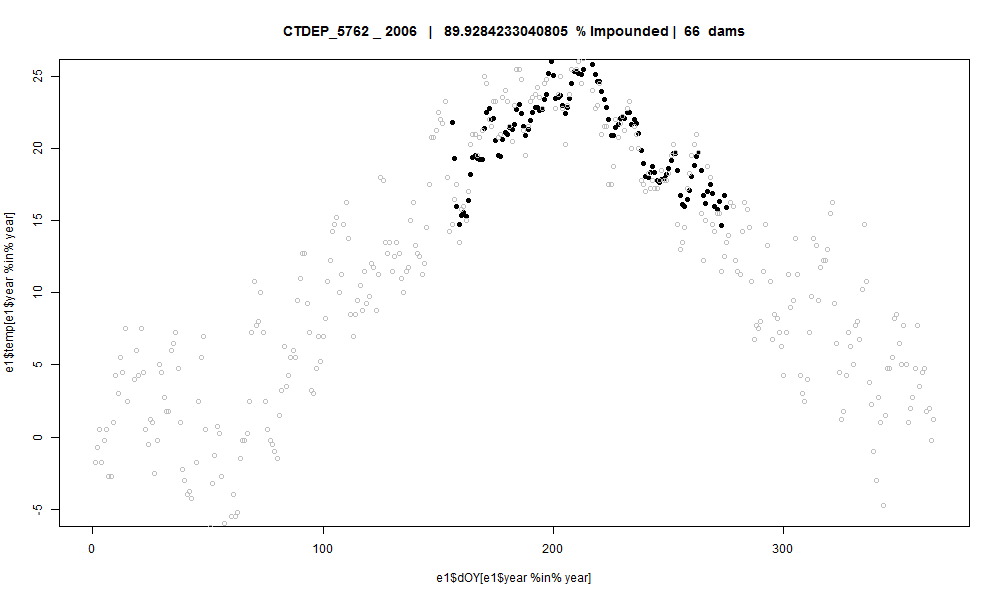 CTDEP_5762 _ 2006 | 89.9284233040805 % Impounded | 66 dams
e1$temp[e1$year %in% year]
25
20
15
10
5
0
-5
0 100 200 300
e1$dOY[e1$year %in% year]